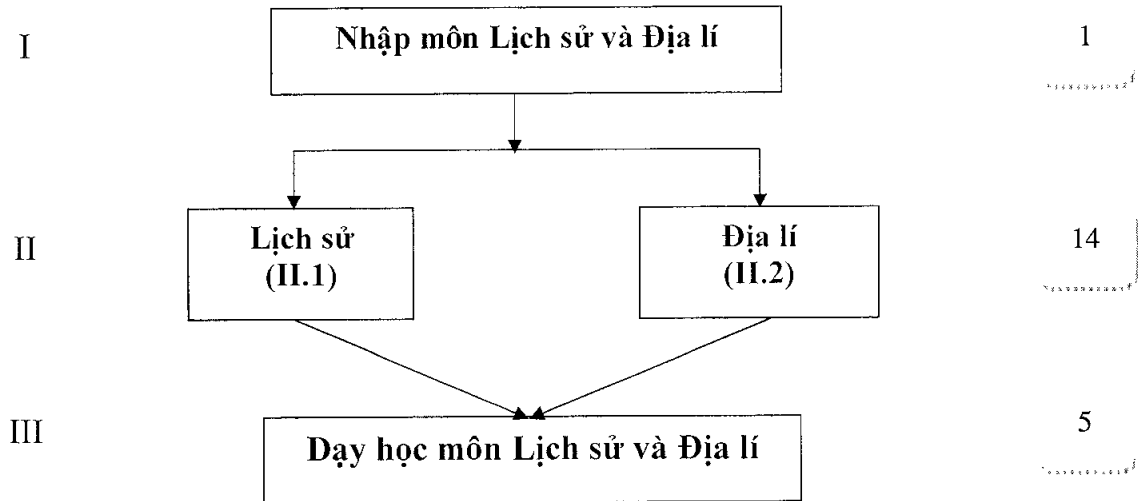 I
Nhập môn Lịch sử và Địa lí
1
II
Lịch sử
(II.1)
Địa lí
(II.2)
14
III
Dạy học môn Lịch sử và Địa lí
5